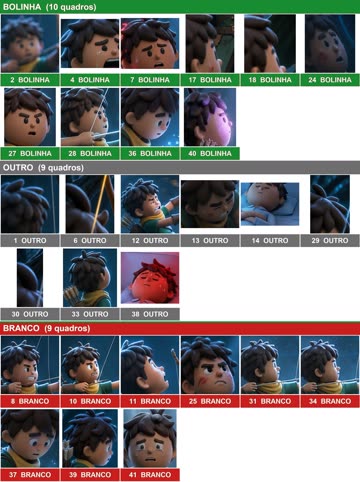 BOLINHA (10 quadros)
2 BOLINHA 4 BOLINHA 7 BOLINHA 17 BOLINHA 18 BOLINHA 24 BOLINHA
27 BOLINHA 28 BOLINHA 36 BOLINHA 40 BOLINHA
OUTRO (9 quadros)
1 OUTRO 6 OUTRO 12 OUTRO 13 OUTRO 14 OUTRO 29 OUTRO
30 OUTRO 33 OUTRO 38 OUTRO
BRANCO (9 quadros)
8 BRANCO 10 BRANCO 11 BRANCO 25 BRANCO 31 BRANCO 34 BRANCO
37 BRANCO 39 BRANCO 41 BRANCO